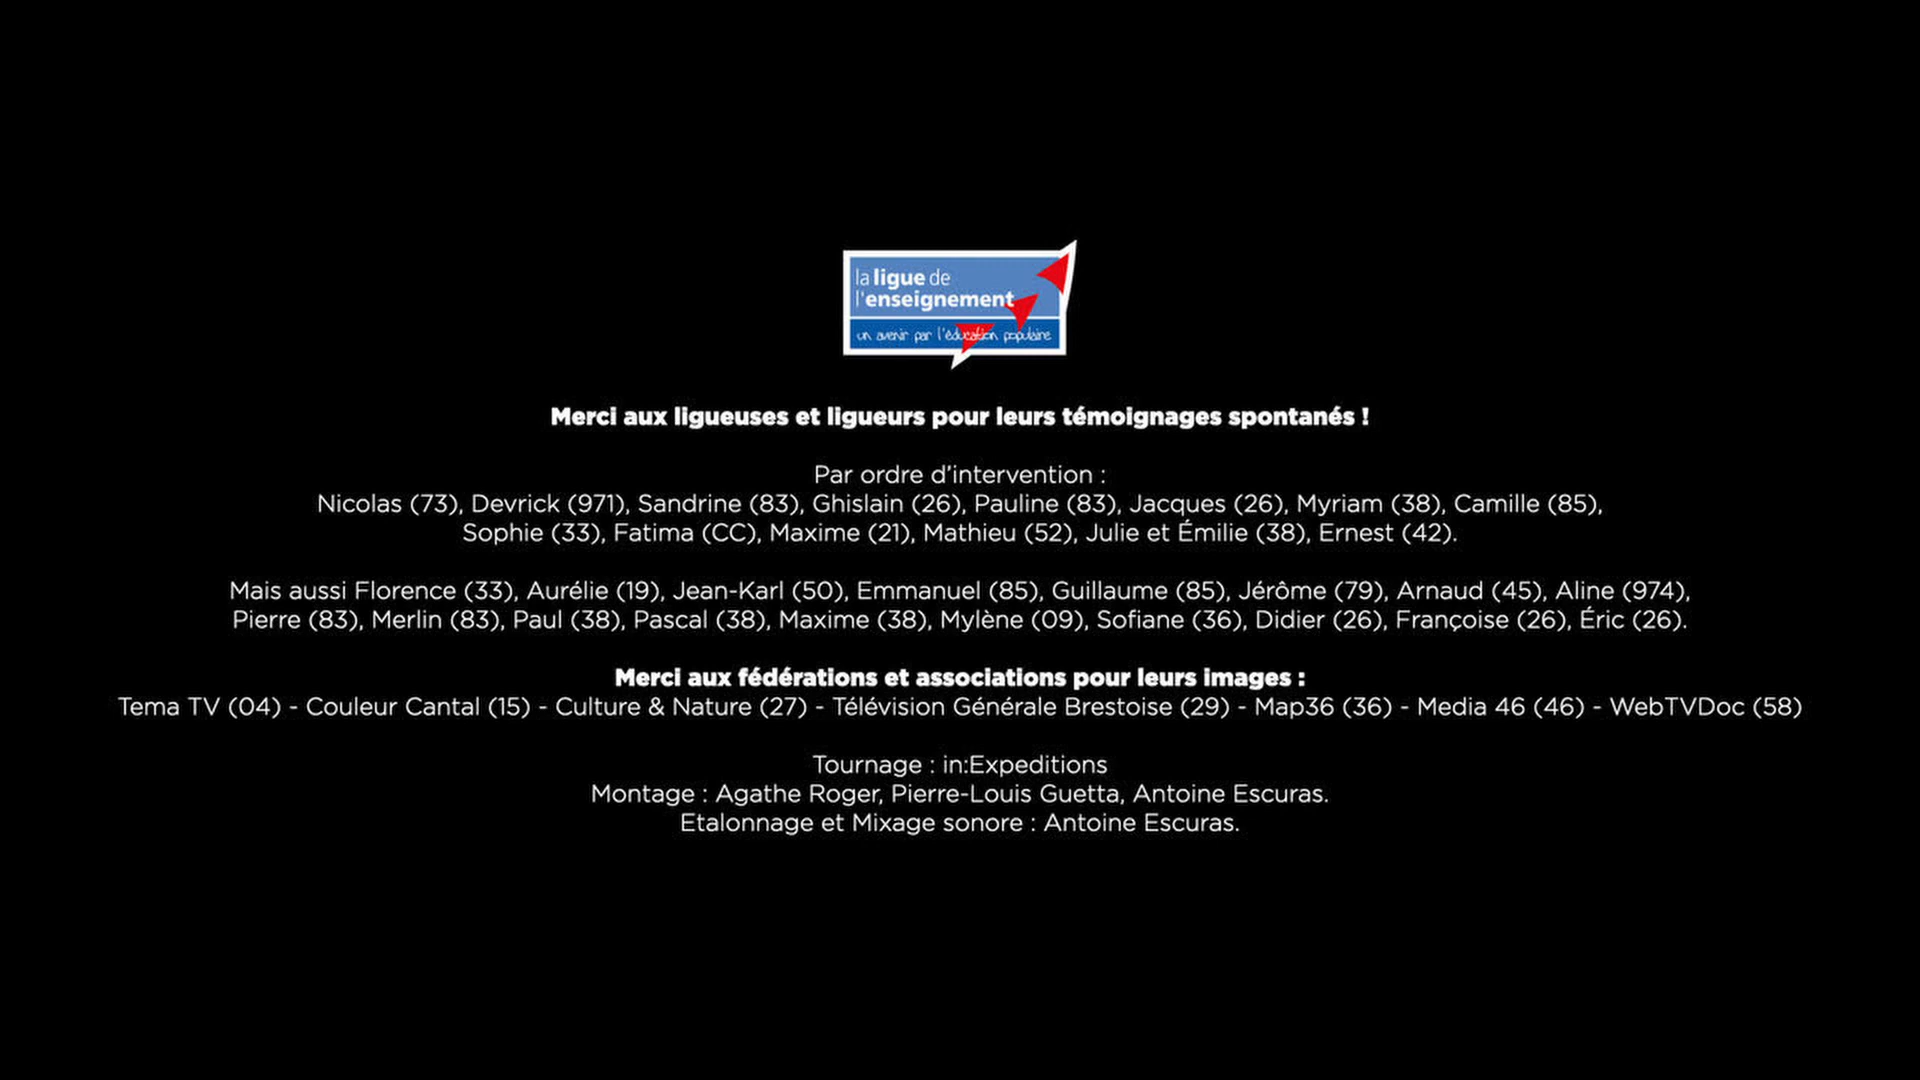 la ligue de
l'enseignement
un avenir par l'éducation populaire
Merci aux ligueuses et ligueurs pour leurs témoignages spontanés !
Par ordre d’intervention :
Nicolas (73), Devrick (971), Sandrine (83), Ghislain (26), Pauline (83), Jacques (26), Myriam (38), Camille (85),
Sophie (33), Fatima (CC), Maxime (21), Mathieu (52), Julie et Émilie (38), Ernest (42).
Mais aussi Florence (33), Aurélie (19), Jean-Karl (50), Emmanuel (85), Guillaume (85), Jérôme (79), Arnaud (45), Aline (974),
Pierre (83), Merlin (83), Paul (38), Pascal (38), Maxime (38), Mylène (09), Sofiane (36), Didier (26), Françoise (26), Éric (26).
Merci aux fédérations et associations pour leurs images :
Tema TV (04) - Couleur Cantal (15) - Culture & Nature (27) - Télévision Générale Brestoise (29) - Map36 (36) - Media 46 (46) - WebTVDoc (58)
Tournage : in:Expeditions
Montage : Agathe Roger, Pierre-Louis Guetta, Antoine Escuras.
Etalonnage et Mixage sonore : Antoine Escuras.